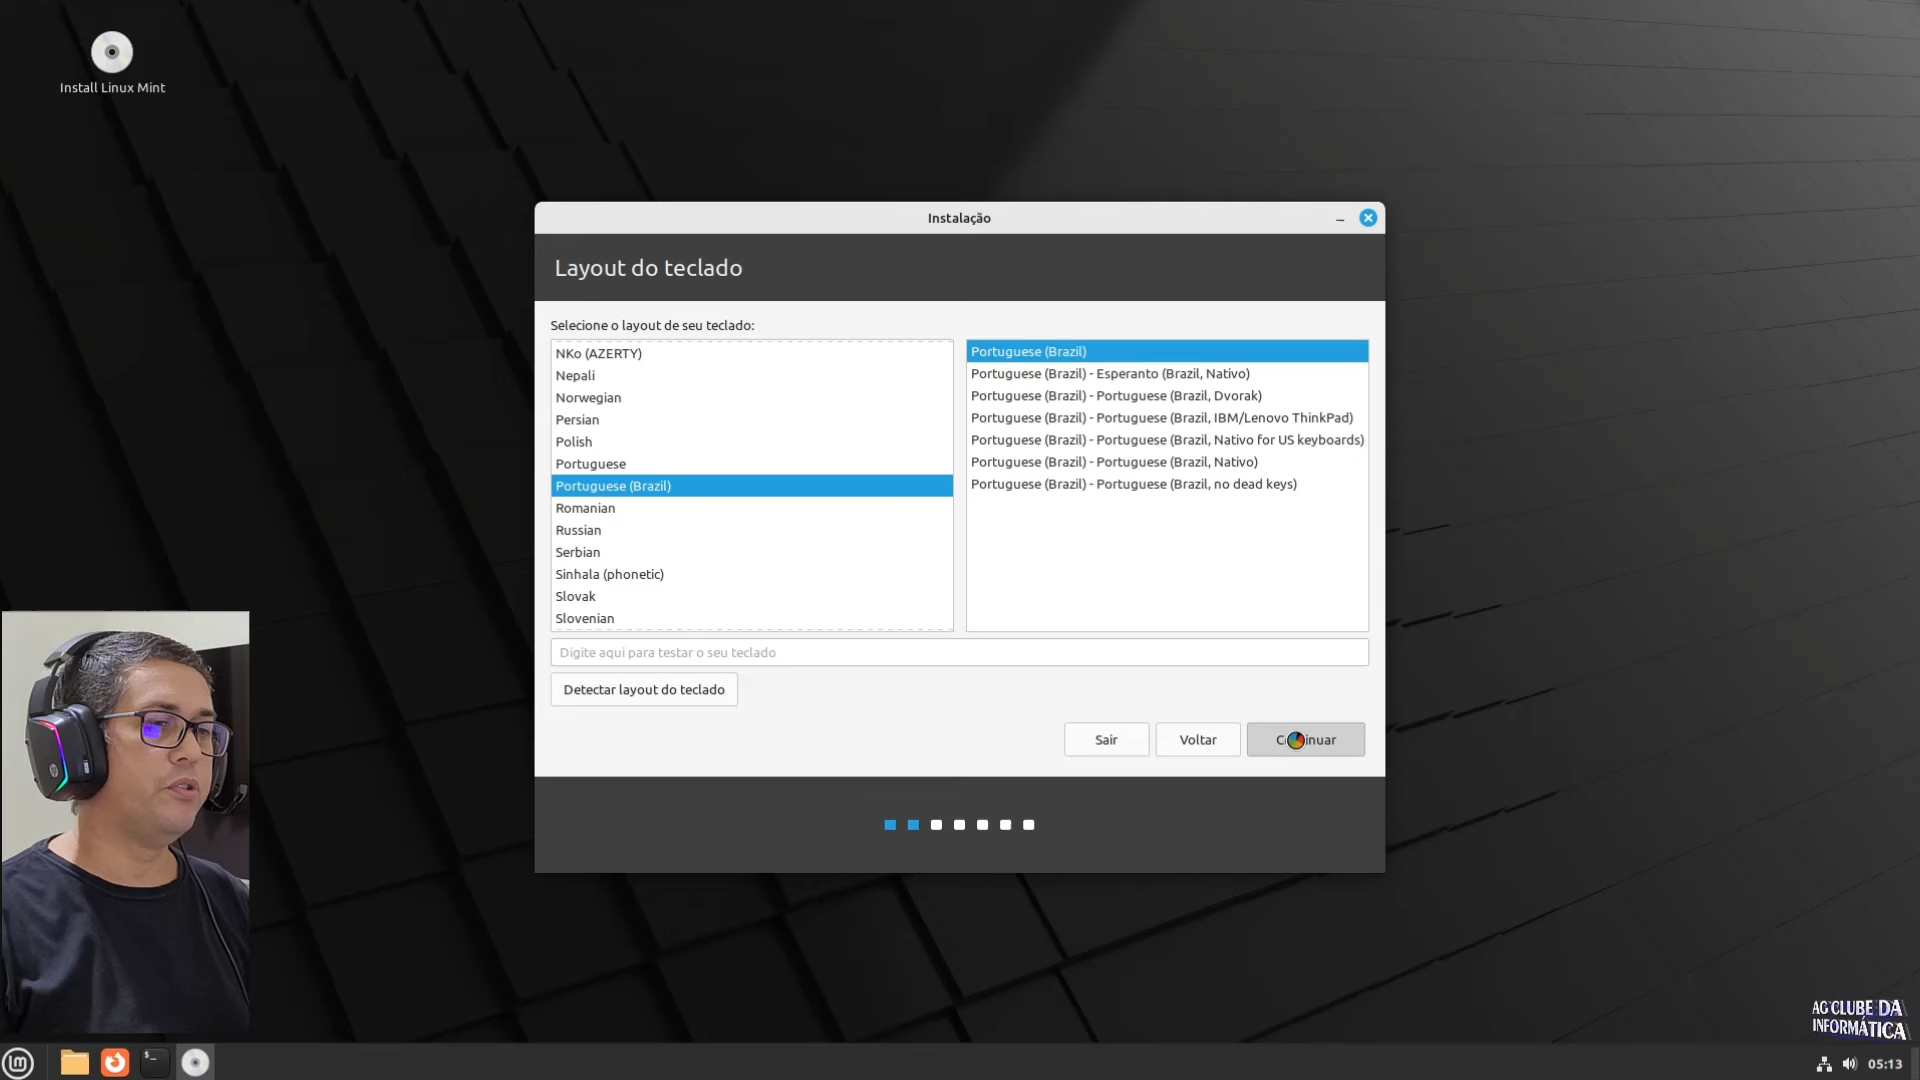 Install Linux Mint
Instalação
Layout do teclado
Selecione o layout de seu teclado:
NKo (AZERTY)
Nepali
Norwegian
Persian
Polish
Portuguese
Portuguese (Brazil)
Romanian
Russian
Serbian
Sinhala (phonetic)
Slovak
Slovenian
Portuguese (Brazil)
Portuguese (Brazil) - Esperanto (Brazil, Nativo)
Portuguese (Brazil) - Portuguese (Brazil, Dvorak)
Portuguese (Brazil) - Portuguese (Brazil, IBM/Lenovo ThinkPad)
Portuguese (Brazil) - Portuguese (Brazil, Nativo for US keyboards)
Portuguese (Brazil) - Portuguese (Brazil, Nativo)
Portuguese (Brazil) - Portuguese (Brazil, no dead keys)
Digite aqui para testar o seu teclado
Detectar layout do teclado
Sair
Voltar
Continuar
AG CLUBE DA
INFORMÁTICA
05:13